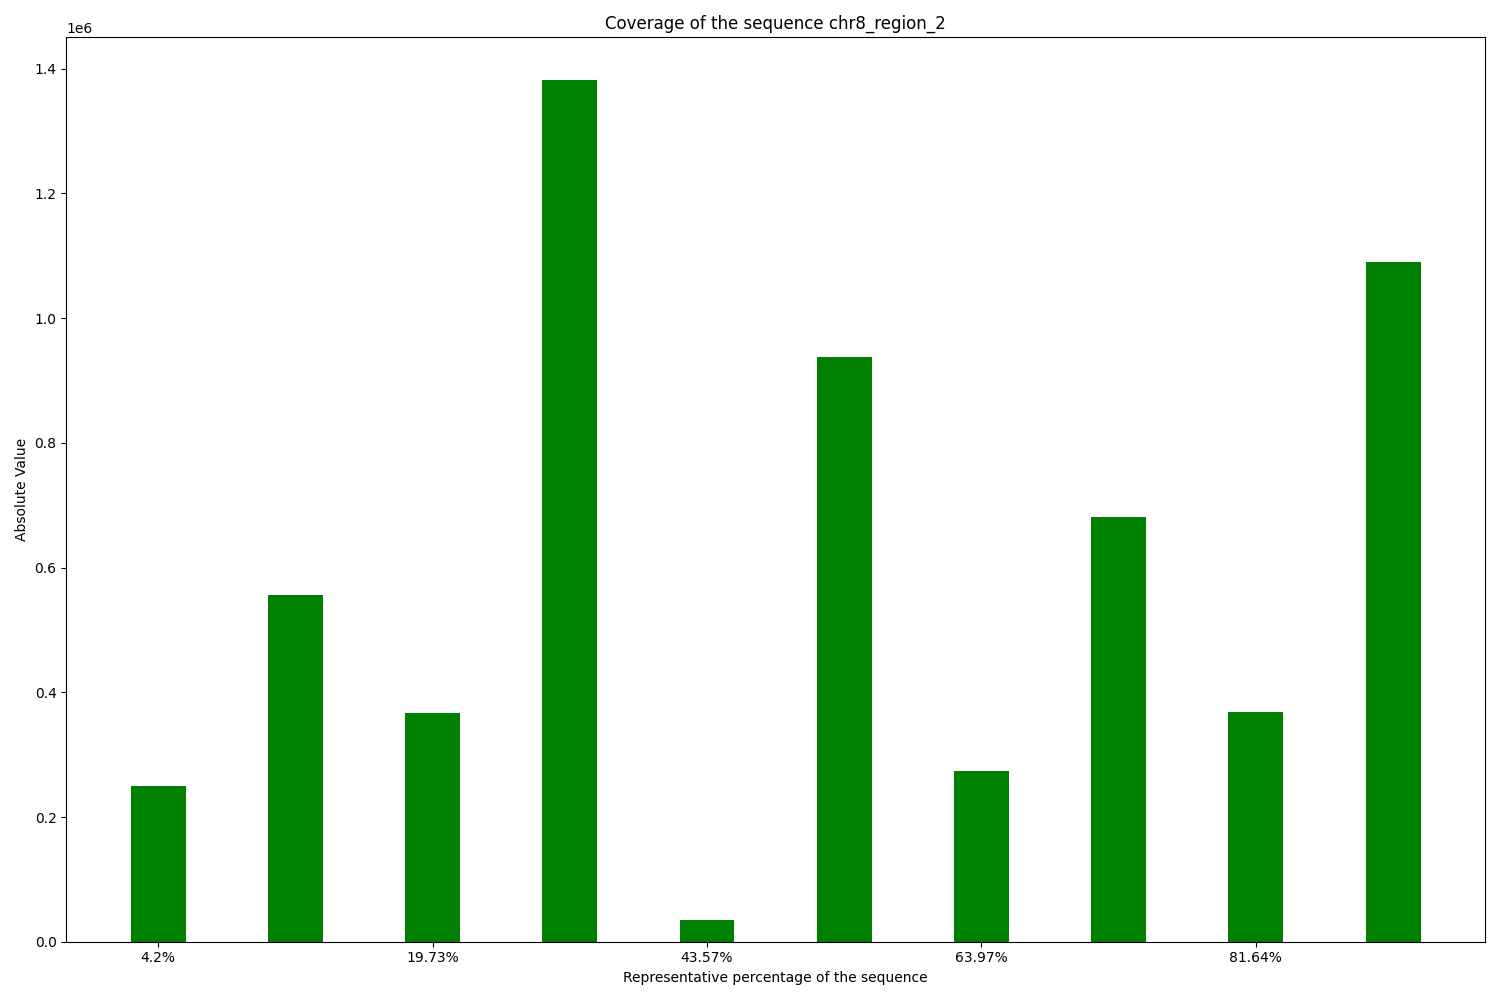 Coverage of the sequence chr8_region_2
1e6
1.4
1.2
1.0
0.8
0.6
0.4
0.2
0.0
Absolute Value
4.2% 19.73% 43.57% 63.97% 81.64%
Representative percentage of the sequence